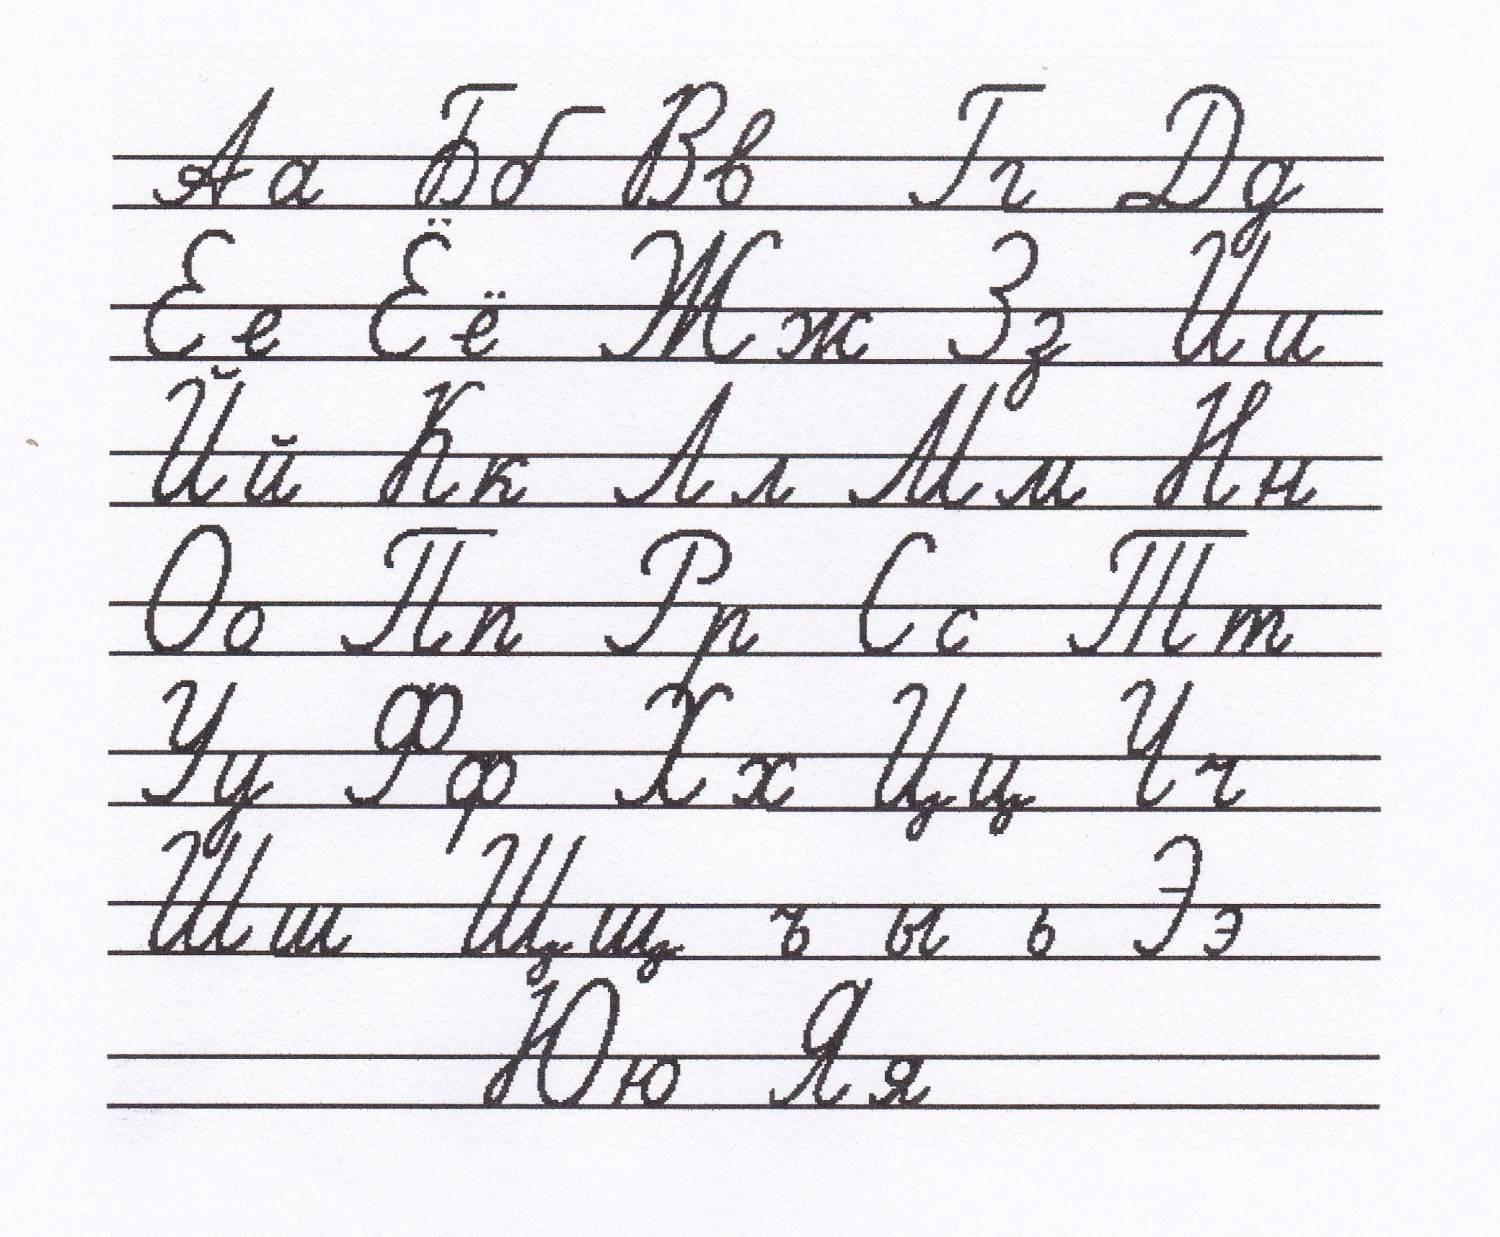 Аа Бб Вв Гг Дд
Ее Ёё Жж Зз Ии
Йй Кк Лл Мм Нн
Оо Пп Рр Сс Тт
Уу Фф Хх Цц Чч
Шш Щщ ъ ы ь Ээ
Юю Яя